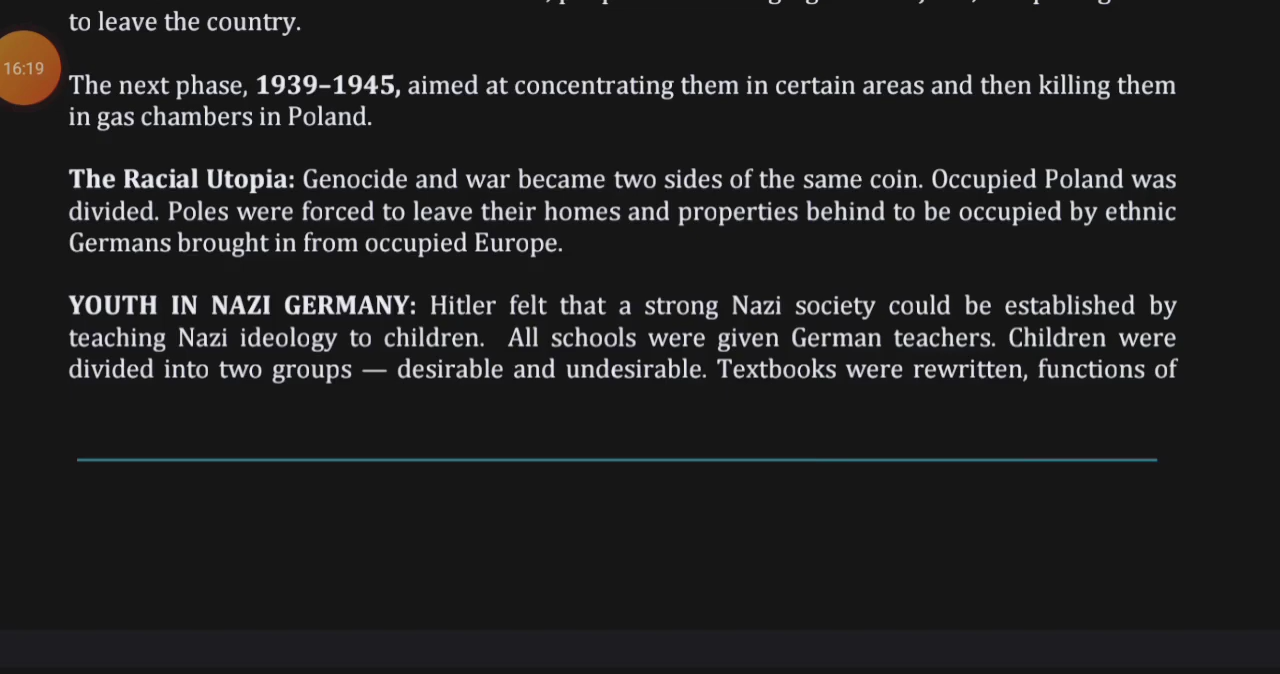 to leave the country.
16:19
The next phase, 1939–1945, aimed at concentrating them in certain areas and then killing them
in gas chambers in Poland.
The Racial Utopia: Genocide and war became two sides of the same coin. Occupied Poland was
divided. Poles were forced to leave their homes and properties behind to be occupied by ethnic
Germans brought in from occupied Europe.
YOUTH IN NAZI GERMANY: Hitler felt that a strong Nazi society could be established by
teaching Nazi ideology to children. All schools were given German teachers. Children were
divided into two groups — desirable and undesirable. Textbooks were rewritten, functions of